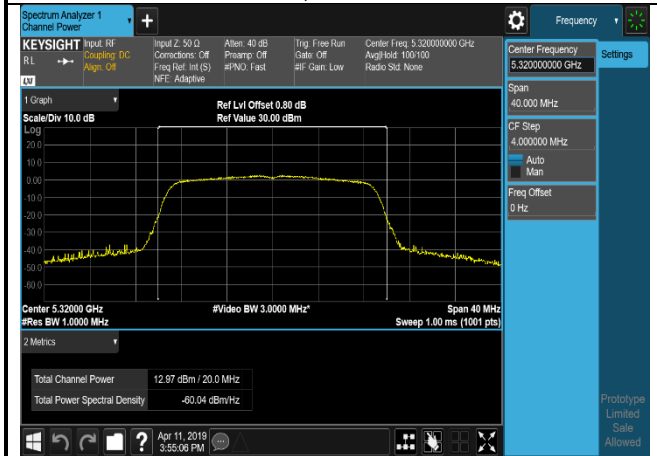 Spectrum Analyzer 1
Channel Power
+
Frequency
KEYSIGHT
RL
LXI
Input: RF
Coupling: DC
Align: Off
Input Z: 50 Ω
Corrections: Off
Freq Ref: Int (S)
NFE: Adaptive
Atten: 40 dB
Preamp: Off
#PNO: Fast
Trig: Free Run
Gate: Off
#IF Gain: Low
Center Freq: 5.320000000 GHz
Avg|Hold: 100/100
Radio Std: None
Center Frequency
5.320000000 GHz
Settings
Span
40.000 MHz
CF Step
4.000000 MHz
Auto
Man
Freq Offset
0 Hz
1 Graph
Scale/Div 10.0 dB
Ref Lvl Offset 0.80 dB
Ref Value 30.00 dBm
Log
20.0
10.0
0.00
-10.0
-20.0
-30.0
-40.0
-50.0
-60.0
Center 5.32000 GHz
#Video BW 3.0000 MHz*
Span 40 MHz
#Res BW 1.0000 MHz
Sweep 1.00 ms (1001 pts)
2 Metrics
Total Channel Power 12.97 dBm / 20.0 MHz
Total Power Spectral Density -60.04 dBm/Hz
Prototype
Limited
Sale
Allowed
?
Apr 11, 2019
3:55:06 PM